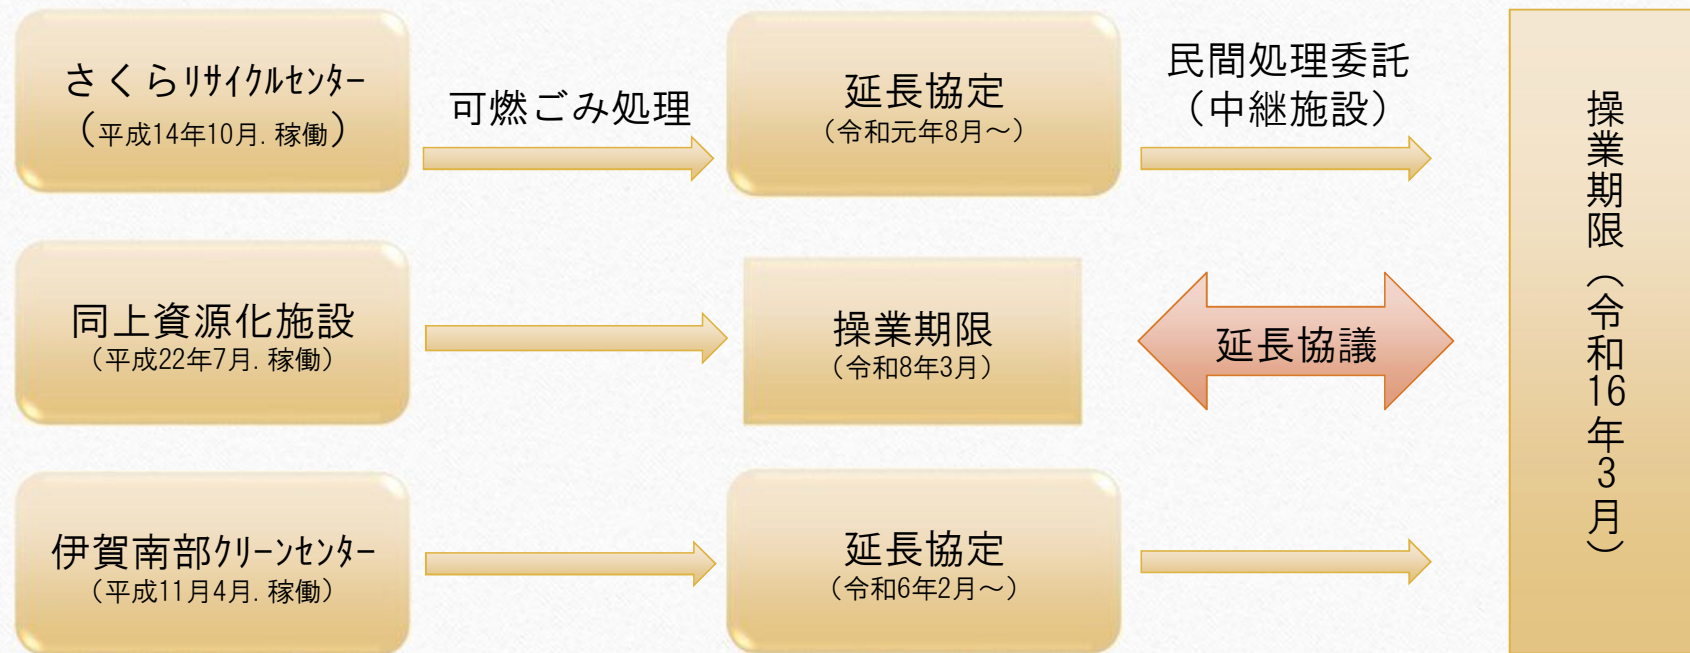 さくらﾘｻｲｸﾙｾﾝﾀｰ
（平成14年10月. 稼働）
可燃ごみ処理
延長協定
（令和元年8月～）
民間処理委託
（中継施設）
同上資源化施設
（平成22年7月. 稼働）
操業期限
（令和8年3月）
延長協議
伊賀南部ｸﾘｰﾝｾﾝﾀｰ
（平成11月4月. 稼働）
延長協定
（令和6年2月～）
操業期限（令和16年3月）